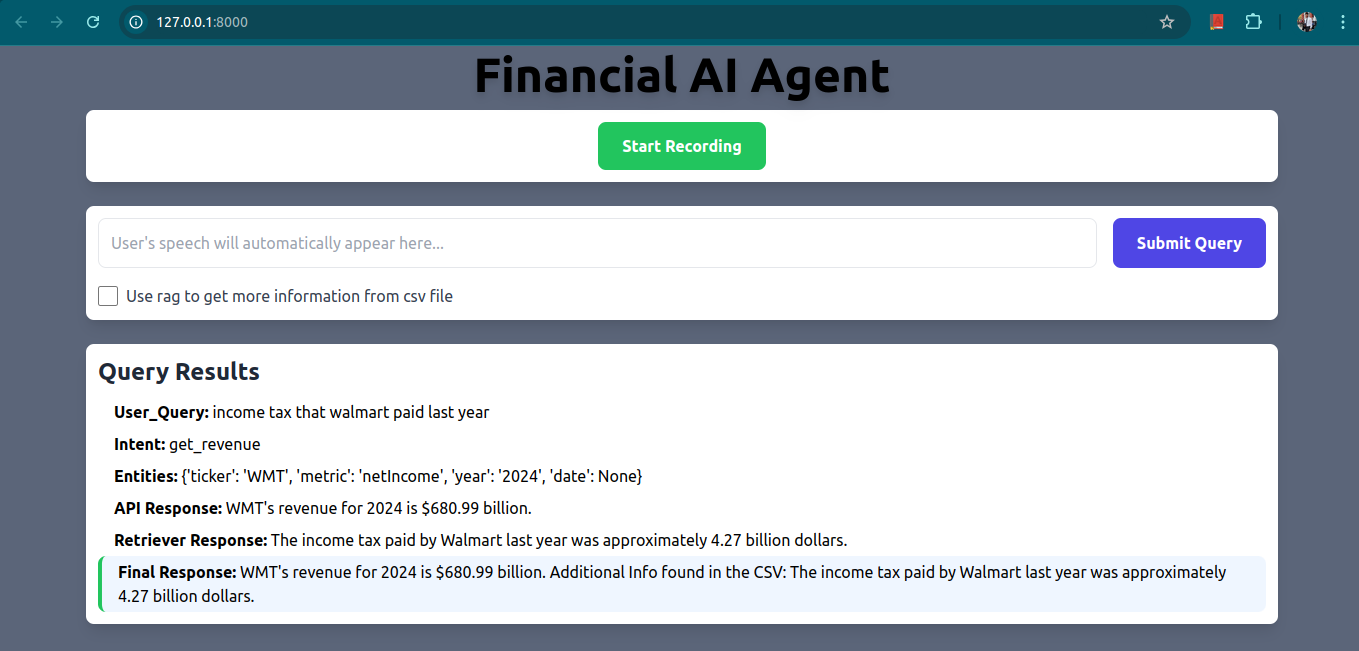 127.0.0.1:8000
Financial AI Agent
Start Recording
User's speech will automatically appear here...
Submit Query
Use rag to get more information from csv file
Query Results
User_Query: income tax that walmart paid last year
Intent: get_revenue
Entities: {'ticker': 'WMT', 'metric': 'netIncome', 'year': '2024', 'date': None}
API Response: WMT's revenue for 2024 is $680.99 billion.
Retriever Response: The income tax paid by Walmart last year was approximately 4.27 billion dollars.
Final Response: WMT's revenue for 2024 is $680.99 billion. Additional Info found in the CSV: The income tax paid by Walmart last year was approximately
4.27 billion dollars.